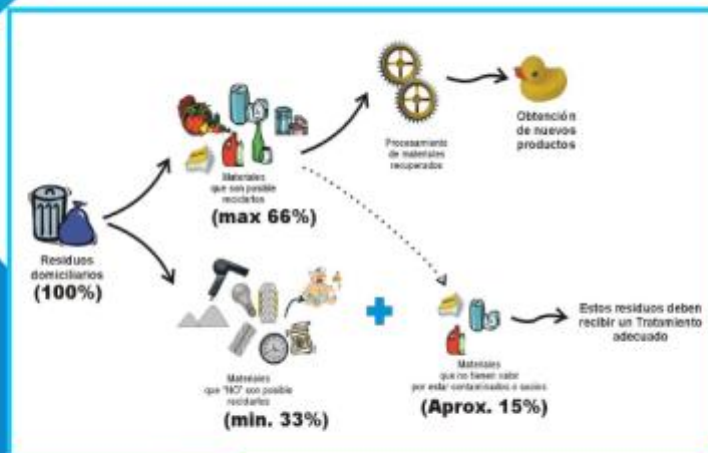 Residuos
domiciliarios
(100%)
Materiales
que son posible
reciclarlos
(max 66%)
Procesamiento
de materiales
recuperados
Obtención
de nuevos
productos
Materiales
que "NO" son posible
reciclarlos
(min. 33%)
Materiales
que no tienen valor
por estar contaminados o sucios
(Aprox. 15%)
Estos residuos deben
recibir un Tratamiento
adecuado